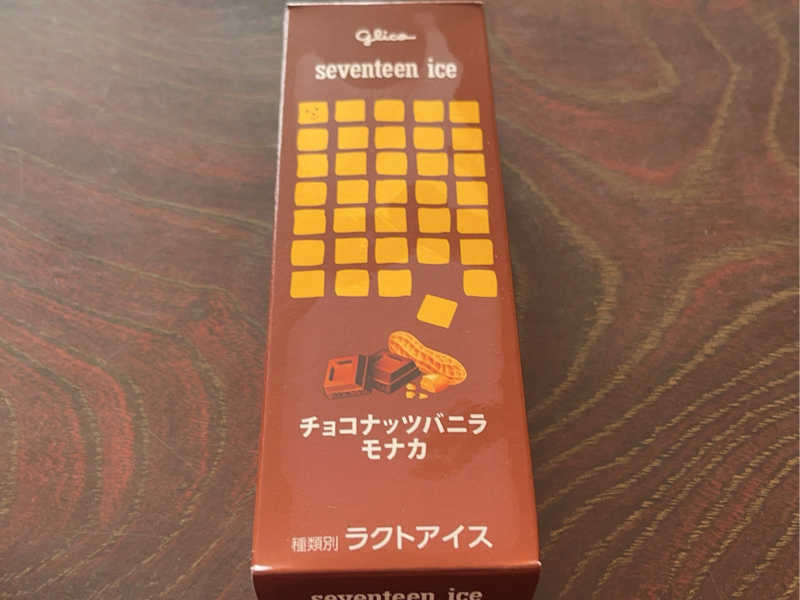 glico
seventeen ice
チョコナッツバニラ
モナカ
種類別 ラクトアイス
seventeen ice